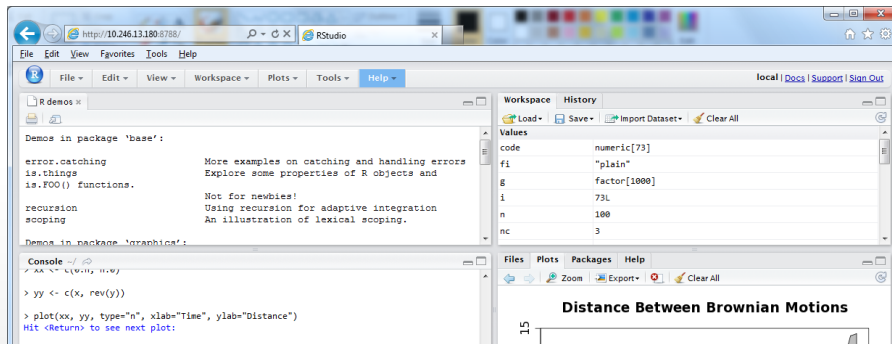 http://10.246.13.180:8788/ RStudio
File Edit View Favorites Tools Help
R File Edit View Workspace Plots Tools Help local | Docs | Support | Sign Out
R demos
Demos in package 'base':
error.catching More examples on catching and handling errors
is.things Explore some properties of R objects and
is.FOO() functions.
Not for newbies!
recursion Using recursion for adaptive integration
scoping An illustration of lexical scoping.
Demos in package 'graphics':
Workspace History
Load Save Import Dataset Clear All
Values
code numeric[73]
fi "plain"
g factor[1000]
i 73L
n 100
nc 3
Console ~/
> xx <- c(0:n, n:0)
> yy <- c(x, rev(y))
> plot(xx, yy, type="n", xlab="Time", ylab="Distance")
Hit <Return> to see next plot:
Files Plots Packages Help
Zoom Export Clear All
Distance Between Brownian Motions
15